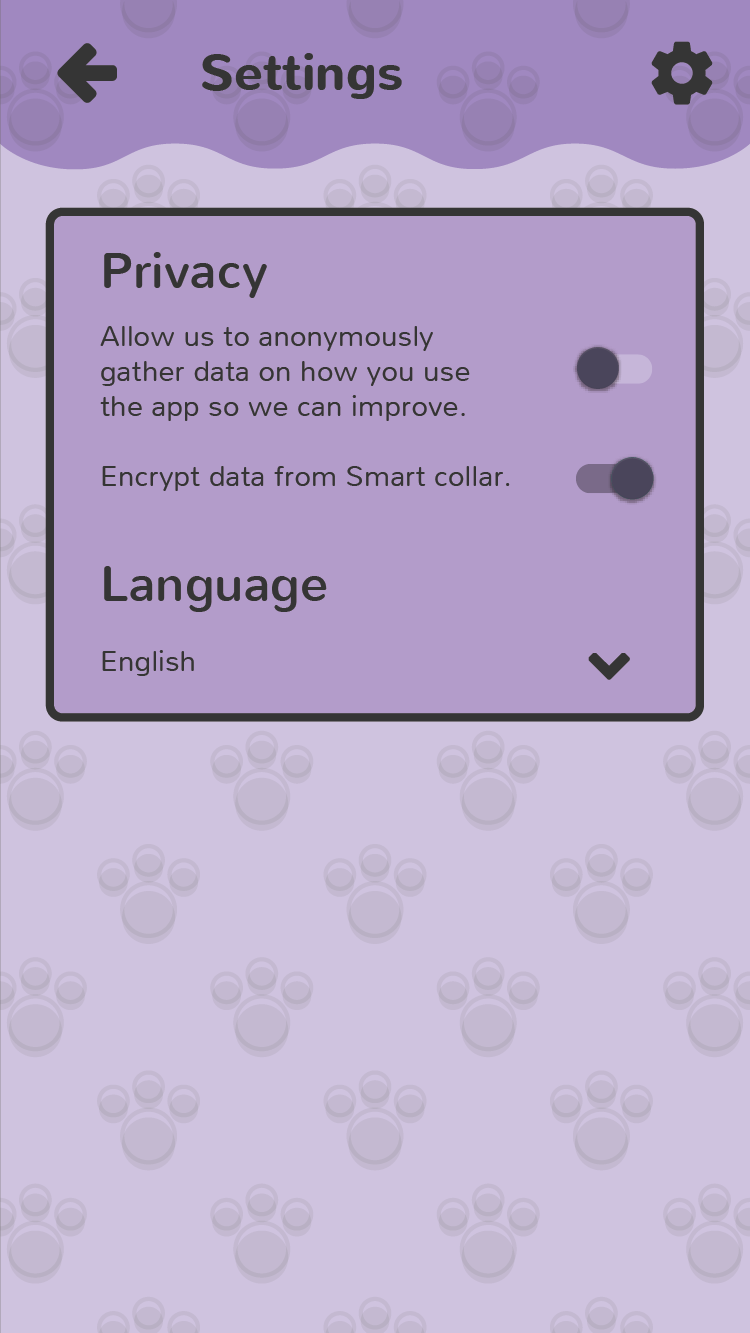 Settings
Privacy
Allow us to anonymously
gather data on how you use
the app so we can improve.
Encrypt data from Smart collar.
Language
English